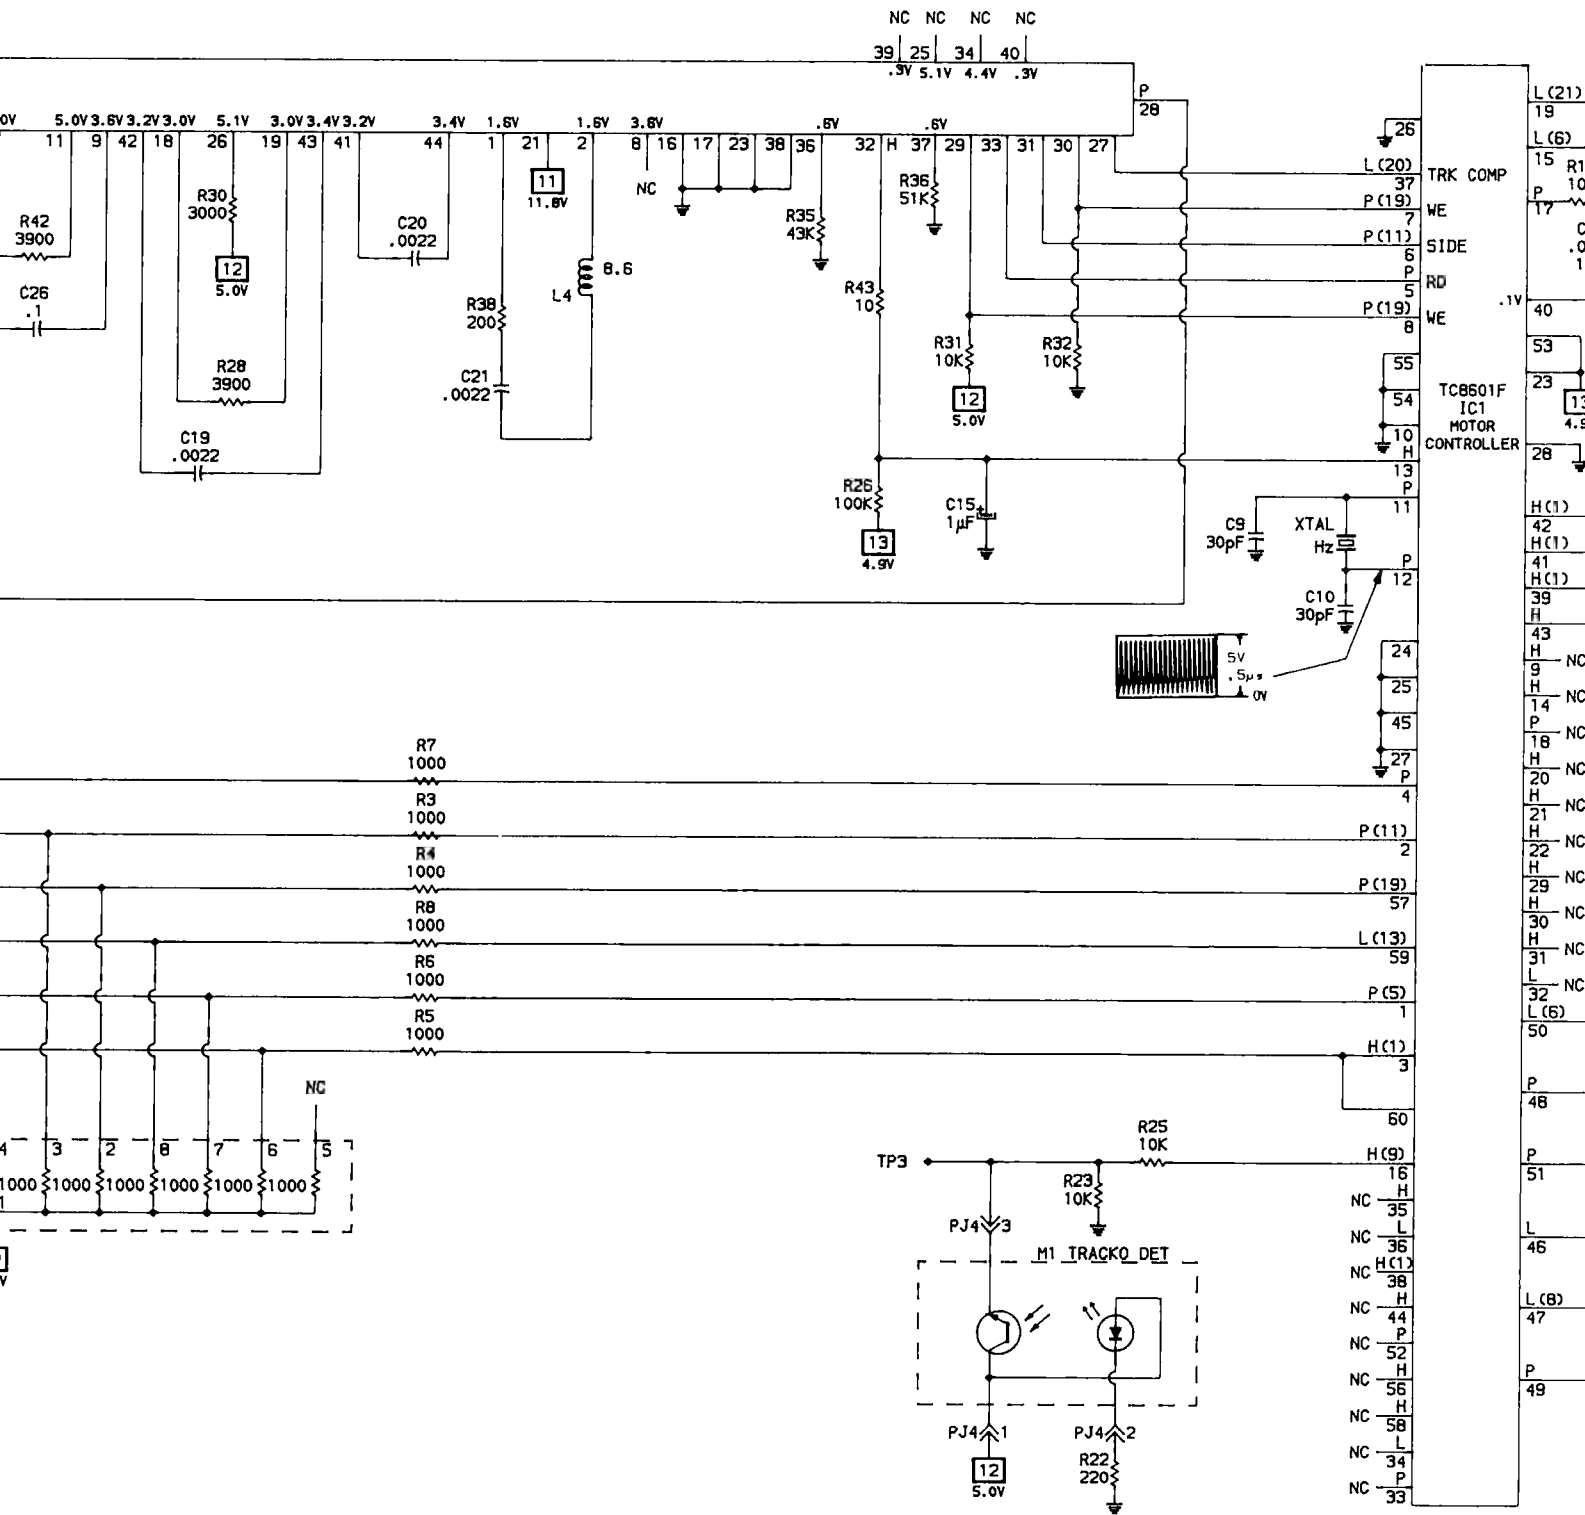 NC NC NC NC
39 25 34 40
.3V 5.1V 4.4V .3V
P
28
0V 5.0V 3.6V 3.2V 3.0V 5.1V 3.0V 3.4V 3.2V 3.4V 1.6V 1.6V 3.6V .6V .6V
11 9 42 18 26 19 43 41 44 1 21 2 8 16 17 23 38 36 32 H 37 29 33 31 30 27
NC
11
11.8V
R42
3900
C26
.1
R30
3000
12
5.0V
R28
3900
C19
.0022
C20
.0022
R38
200
C21
.0022
L4
8.6
R35
43K
R36
51K
R43
10
R31
10K
12
5.0V
R32
10K
R26
100K
13
4.9V
C15
+
1µF
C9
30pF
XTAL
Hz
C10
30pF
5V
.5µs
0V
26
L(20)
37
TRK COMP
P(19)
7
WE
P(11)
6
SIDE
P
5
RD
P(19)
8
WE
55
54
10
H
13
P
11
P
12
24
25
45
27
P
4
P(11)
2
P(19)
57
L(13)
59
P(5)
1
H(1)
3
60
H(9)
16
NC H
35
NC L
36
NC H(1)
38
NC H
44
NC P
52
NC H
56
NC H
58
NC L
34
NC P
33
TC8601F
IC1
MOTOR
CONTROLLER
L(21)
19
L(6)
15
R1
10
P
17
C
.0
1
.1V
40
53
23
13
4.9
28
H(1)
42
H(1)
41
H(1)
39
H
43
H
9 NC
H
14 NC
P
18 NC
H
20 NC
H
21 NC
H
22 NC
H
29 NC
H
30 NC
H
31 NC
L
32 NC
L(6)
50
P
48
P
51
L
46
L(8)
47
P
49
R7
1000
R3
1000
R4
1000
R8
1000
R6
1000
R5
1000
NC
4 3 2 8 7 6 5
1000 1000 1000 1000 1000 1000
1
V
TP3
R25
10K
R23
10K
PJ4 3
M1 TRACKO DET
PJ4 1
PJ4 2
12
5.0V
R22
220